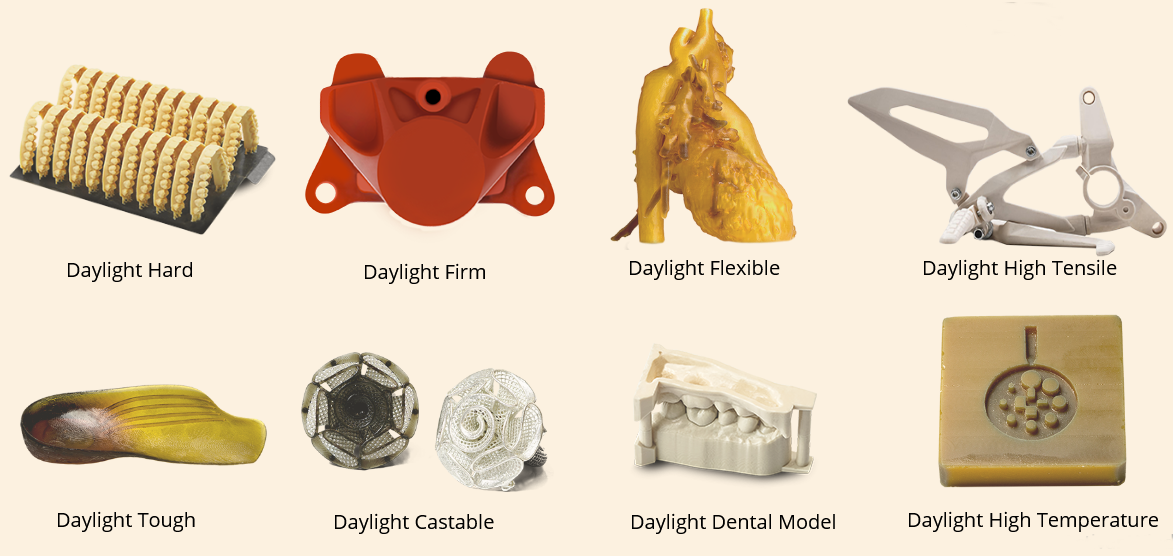 Daylight Hard
Daylight Firm
Daylight Flexible
Daylight High Tensile
Daylight Tough
Daylight Castable
Daylight Dental Model
Daylight High Temperature